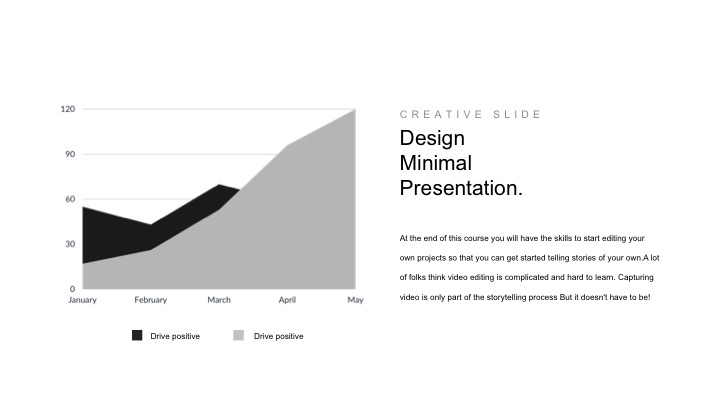 120
90
60
30
0
January February March April May
Drive positive Drive positive
CREATIVE SLIDE
Design
Minimal
Presentation.
At the end of this course you will have the skills to start editing your
own projects so that you can get started telling stories of your own.A lot
of folks think video editing is complicated and hard to learn. Capturing
video is only part of the storytelling process But it doesn't have to be!